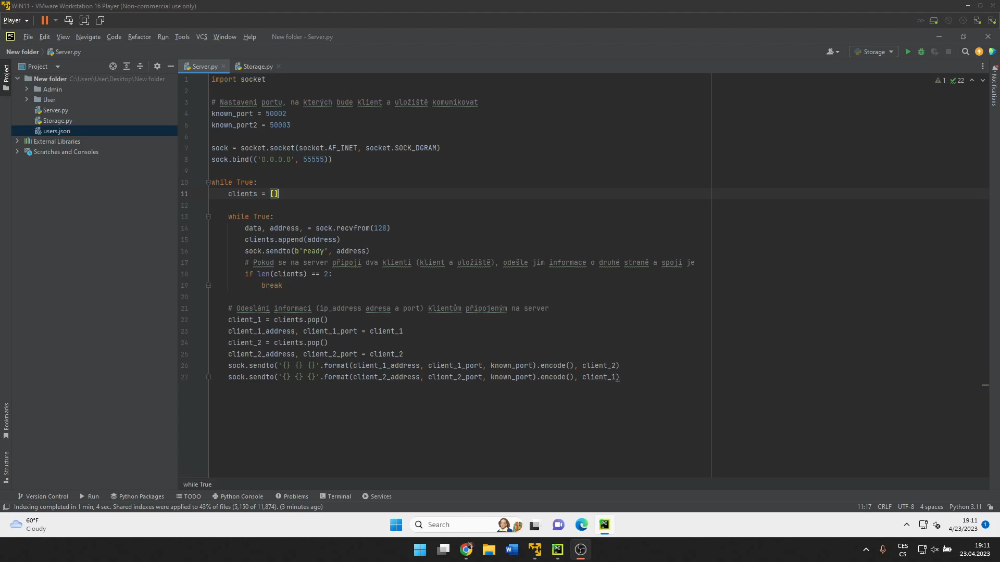 WIN11 - VMware Workstation 16 Player (Non-commercial use only)
Player
File Edit View Navigate Code Refactor Run Tools VCS Window Help New folder - Server.py
New folder Server.py
Storage
Project
Server.py
Storage.py
Project
New folder C:\Users\User\Desktop\New folder
Admin
User
Server.py
Storage.py
users.json
External Libraries
Scratches and Consoles
1 22
Notifications
1 import socket
2
3 # Nastavení portu, na kterých bude klient a uložiště komunikovat
4 known_port = 50002
5 known_port2 = 50003
6
7 sock = socket.socket(socket.AF_INET, socket.SOCK_DGRAM)
8 sock.bind(('0.0.0.0', 55555))
9
10 while True:
11 clients = []
12
13 while True:
14 data, address, = sock.recvfrom(128)
15 clients.append(address)
16 sock.sendto(b'ready', address)
17 # Pokud se na server připojí dva klienti (klient a uložiště), odešle jim informace o druhé straně a spojí je
18 if len(clients) == 2:
19 break
20
21 # Odeslání informací (ip_address adresa a port) klientům připojeným na server
22 client_1 = clients.pop()
23 client_1_address, client_1_port = client_1
24 client_2 = clients.pop()
25 client_2_address, client_2_port = client_2
26 sock.sendto('{} {} {}'.format(client_1_address, client_1_port, known_port).encode(), client_2)
27 sock.sendto('{} {} {}'.format(client_2_address, client_2_port, known_port).encode(), client_1)
Bookmarks
Structure
while True
Version Control Run Python Packages TODO Python Console Problems Terminal Services
Indexing completed in 1 min, 4 sec. Shared indexes were applied to 43% of files (5,150 of 11,874). (3 minutes ago)
11:17 CRLF UTF-8 4 spaces Python 3.11
60°F
Cloudy
Search
19:11
4/23/2023
1
CES
CS
19:11
23.04.2023